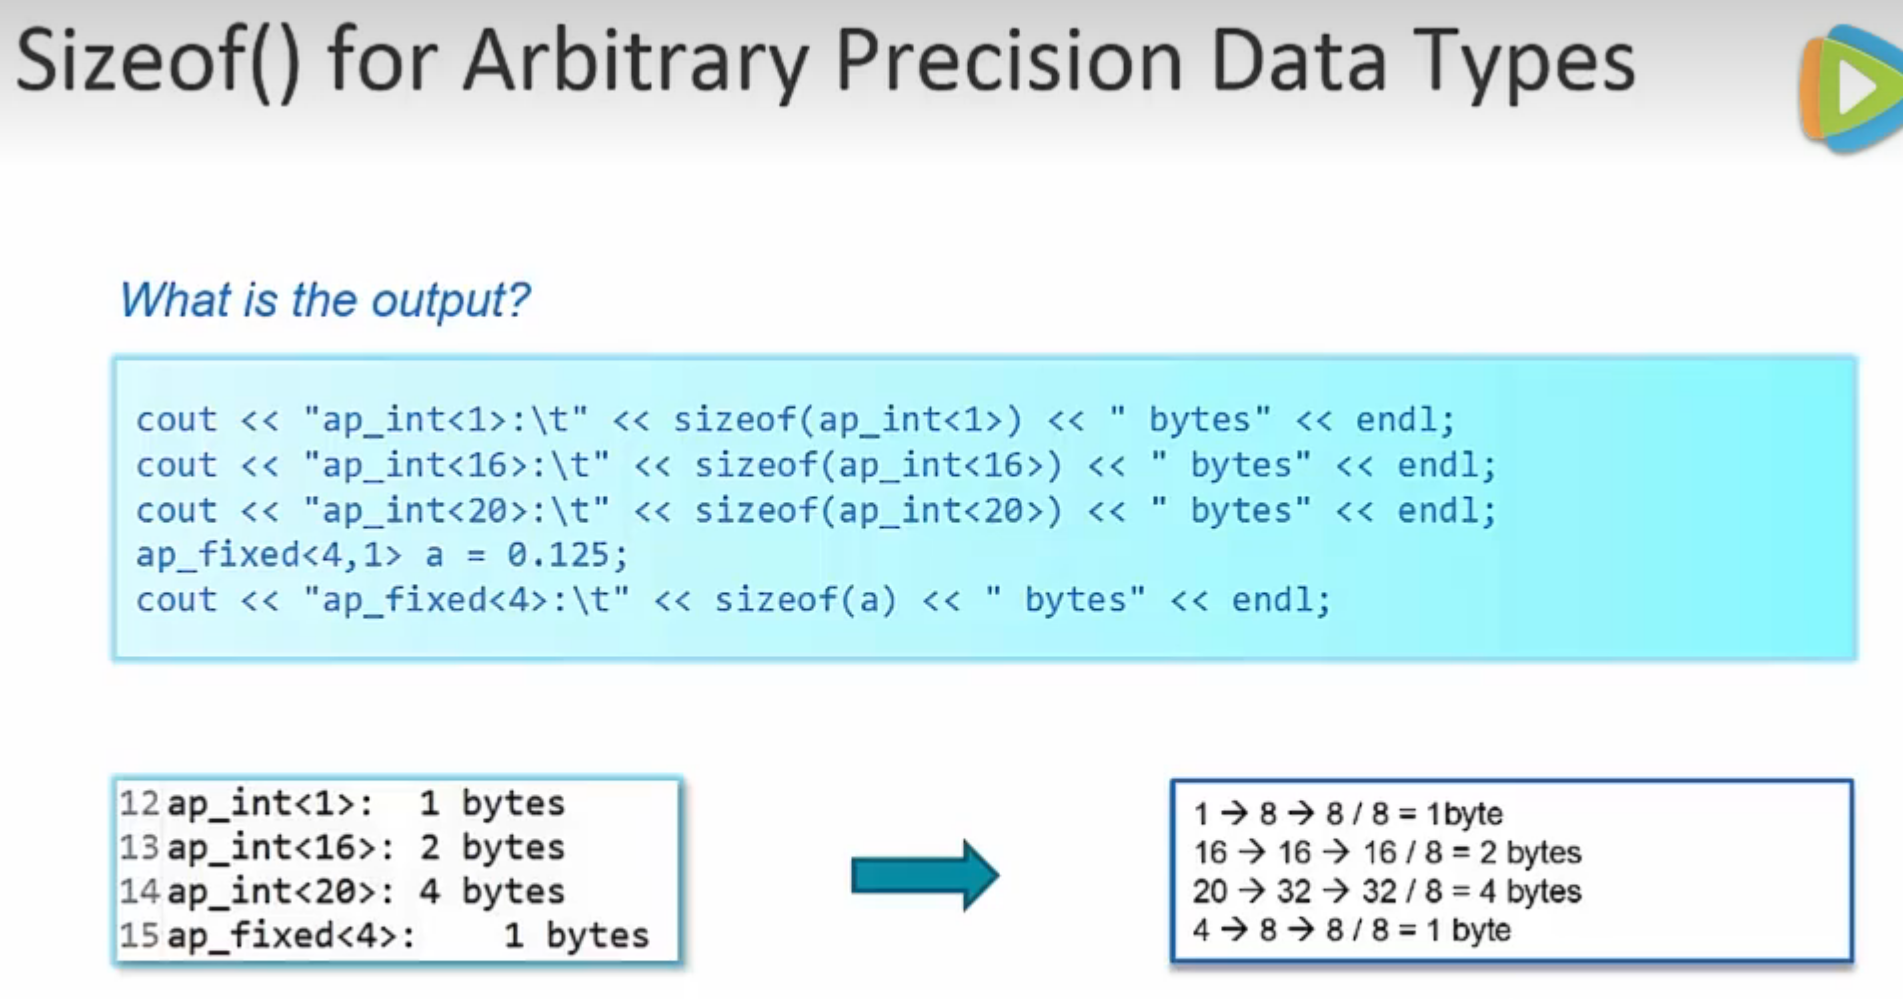 Sizeof() for Arbitrary Precision Data Types
What is the output?
cout << "ap_int<1>:\t" << sizeof(ap_int<1>) << " bytes" << endl;
cout << "ap_int<16>:\t" << sizeof(ap_int<16>) << " bytes" << endl;
cout << "ap_int<20>:\t" << sizeof(ap_int<20>) << " bytes" << endl;
ap_fixed<4,1> a = 0.125;
cout << "ap_fixed<4>:\t" << sizeof(a) << " bytes" << endl;
12 ap_int<1>: 1 bytes
13 ap_int<16>: 2 bytes
14 ap_int<20>: 4 bytes
15 ap_fixed<4>: 1 bytes
1 → 8 → 8 / 8 = 1byte
16 → 16 → 16 / 8 = 2 bytes
20 → 32 → 32 / 8 = 4 bytes
4 → 8 → 8 / 8 = 1 byte